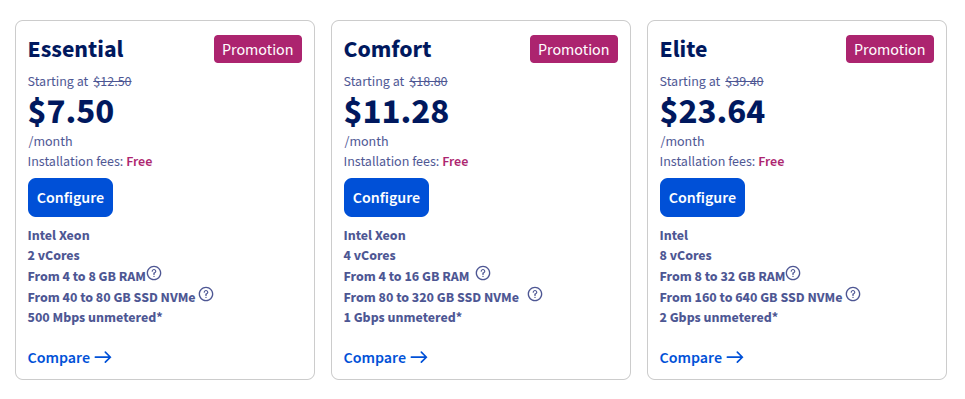 Essential
Promotion
Starting at $12.50
$7.50
/month
Installation fees: Free
Configure
Intel Xeon
2 vCores
From 4 to 8 GB RAM ?
From 40 to 80 GB SSD NVMe ?
500 Mbps unmetered*
Compare →
Comfort
Promotion
Starting at $18.80
$11.28
/month
Installation fees: Free
Configure
Intel Xeon
4 vCores
From 4 to 16 GB RAM ?
From 80 to 320 GB SSD NVMe ?
1 Gbps unmetered*
Compare →
Elite
Promotion
Starting at $39.40
$23.64
/month
Installation fees: Free
Configure
Intel
8 vCores
From 8 to 32 GB RAM ?
From 160 to 640 GB SSD NVMe ?
2 Gbps unmetered*
Compare →